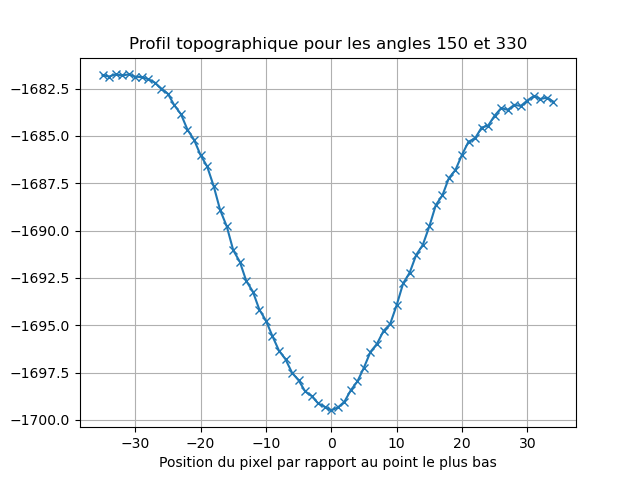 Profil topographique pour les angles 150 et 330
−1682.5
−1685.0
−1687.5
−1690.0
−1692.5
−1695.0
−1697.5
−1700.0
−30 −20 −10 0 10 20 30
Position du pixel par rapport au point le plus bas